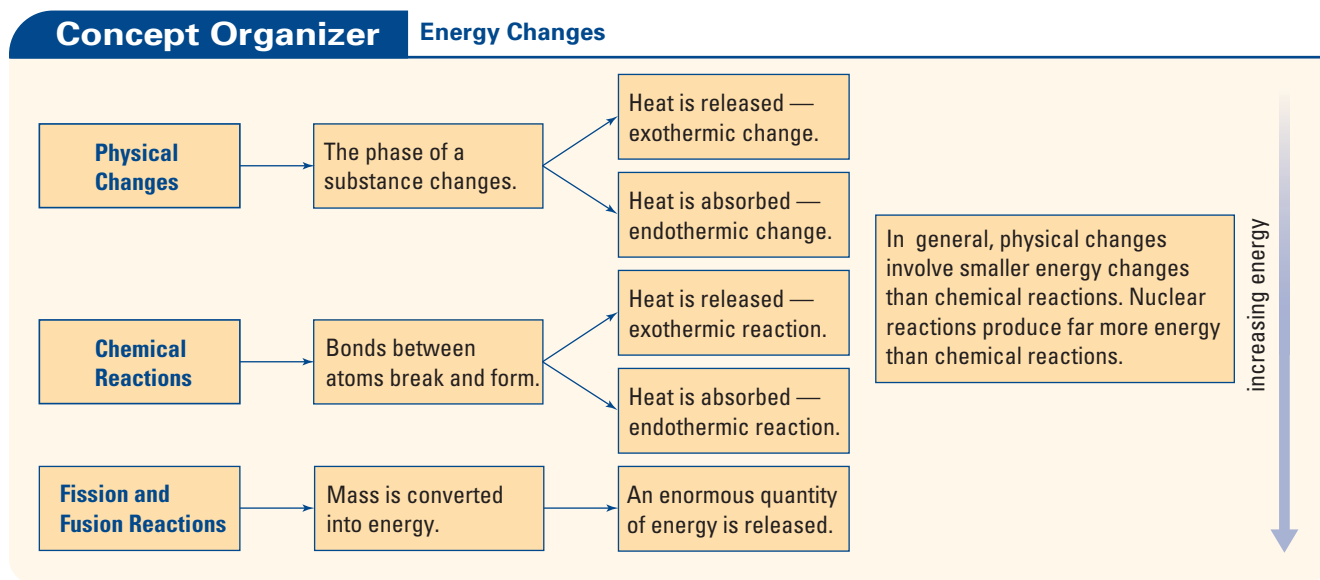 Concept Organizer
Energy Changes
Physical
Changes
The phase of a
substance changes.
Heat is released —
exothermic change.
Heat is absorbed —
endothermic change.
Chemical
Reactions
Bonds between
atoms break and form.
Heat is released —
exothermic reaction.
Heat is absorbed —
endothermic reaction.
Fission and
Fusion Reactions
Mass is converted
into energy.
An enormous quantity
of energy is released.
In general, physical changes
involve smaller energy changes
than chemical reactions. Nuclear
reactions produce far more energy
than chemical reactions.
increasing energy